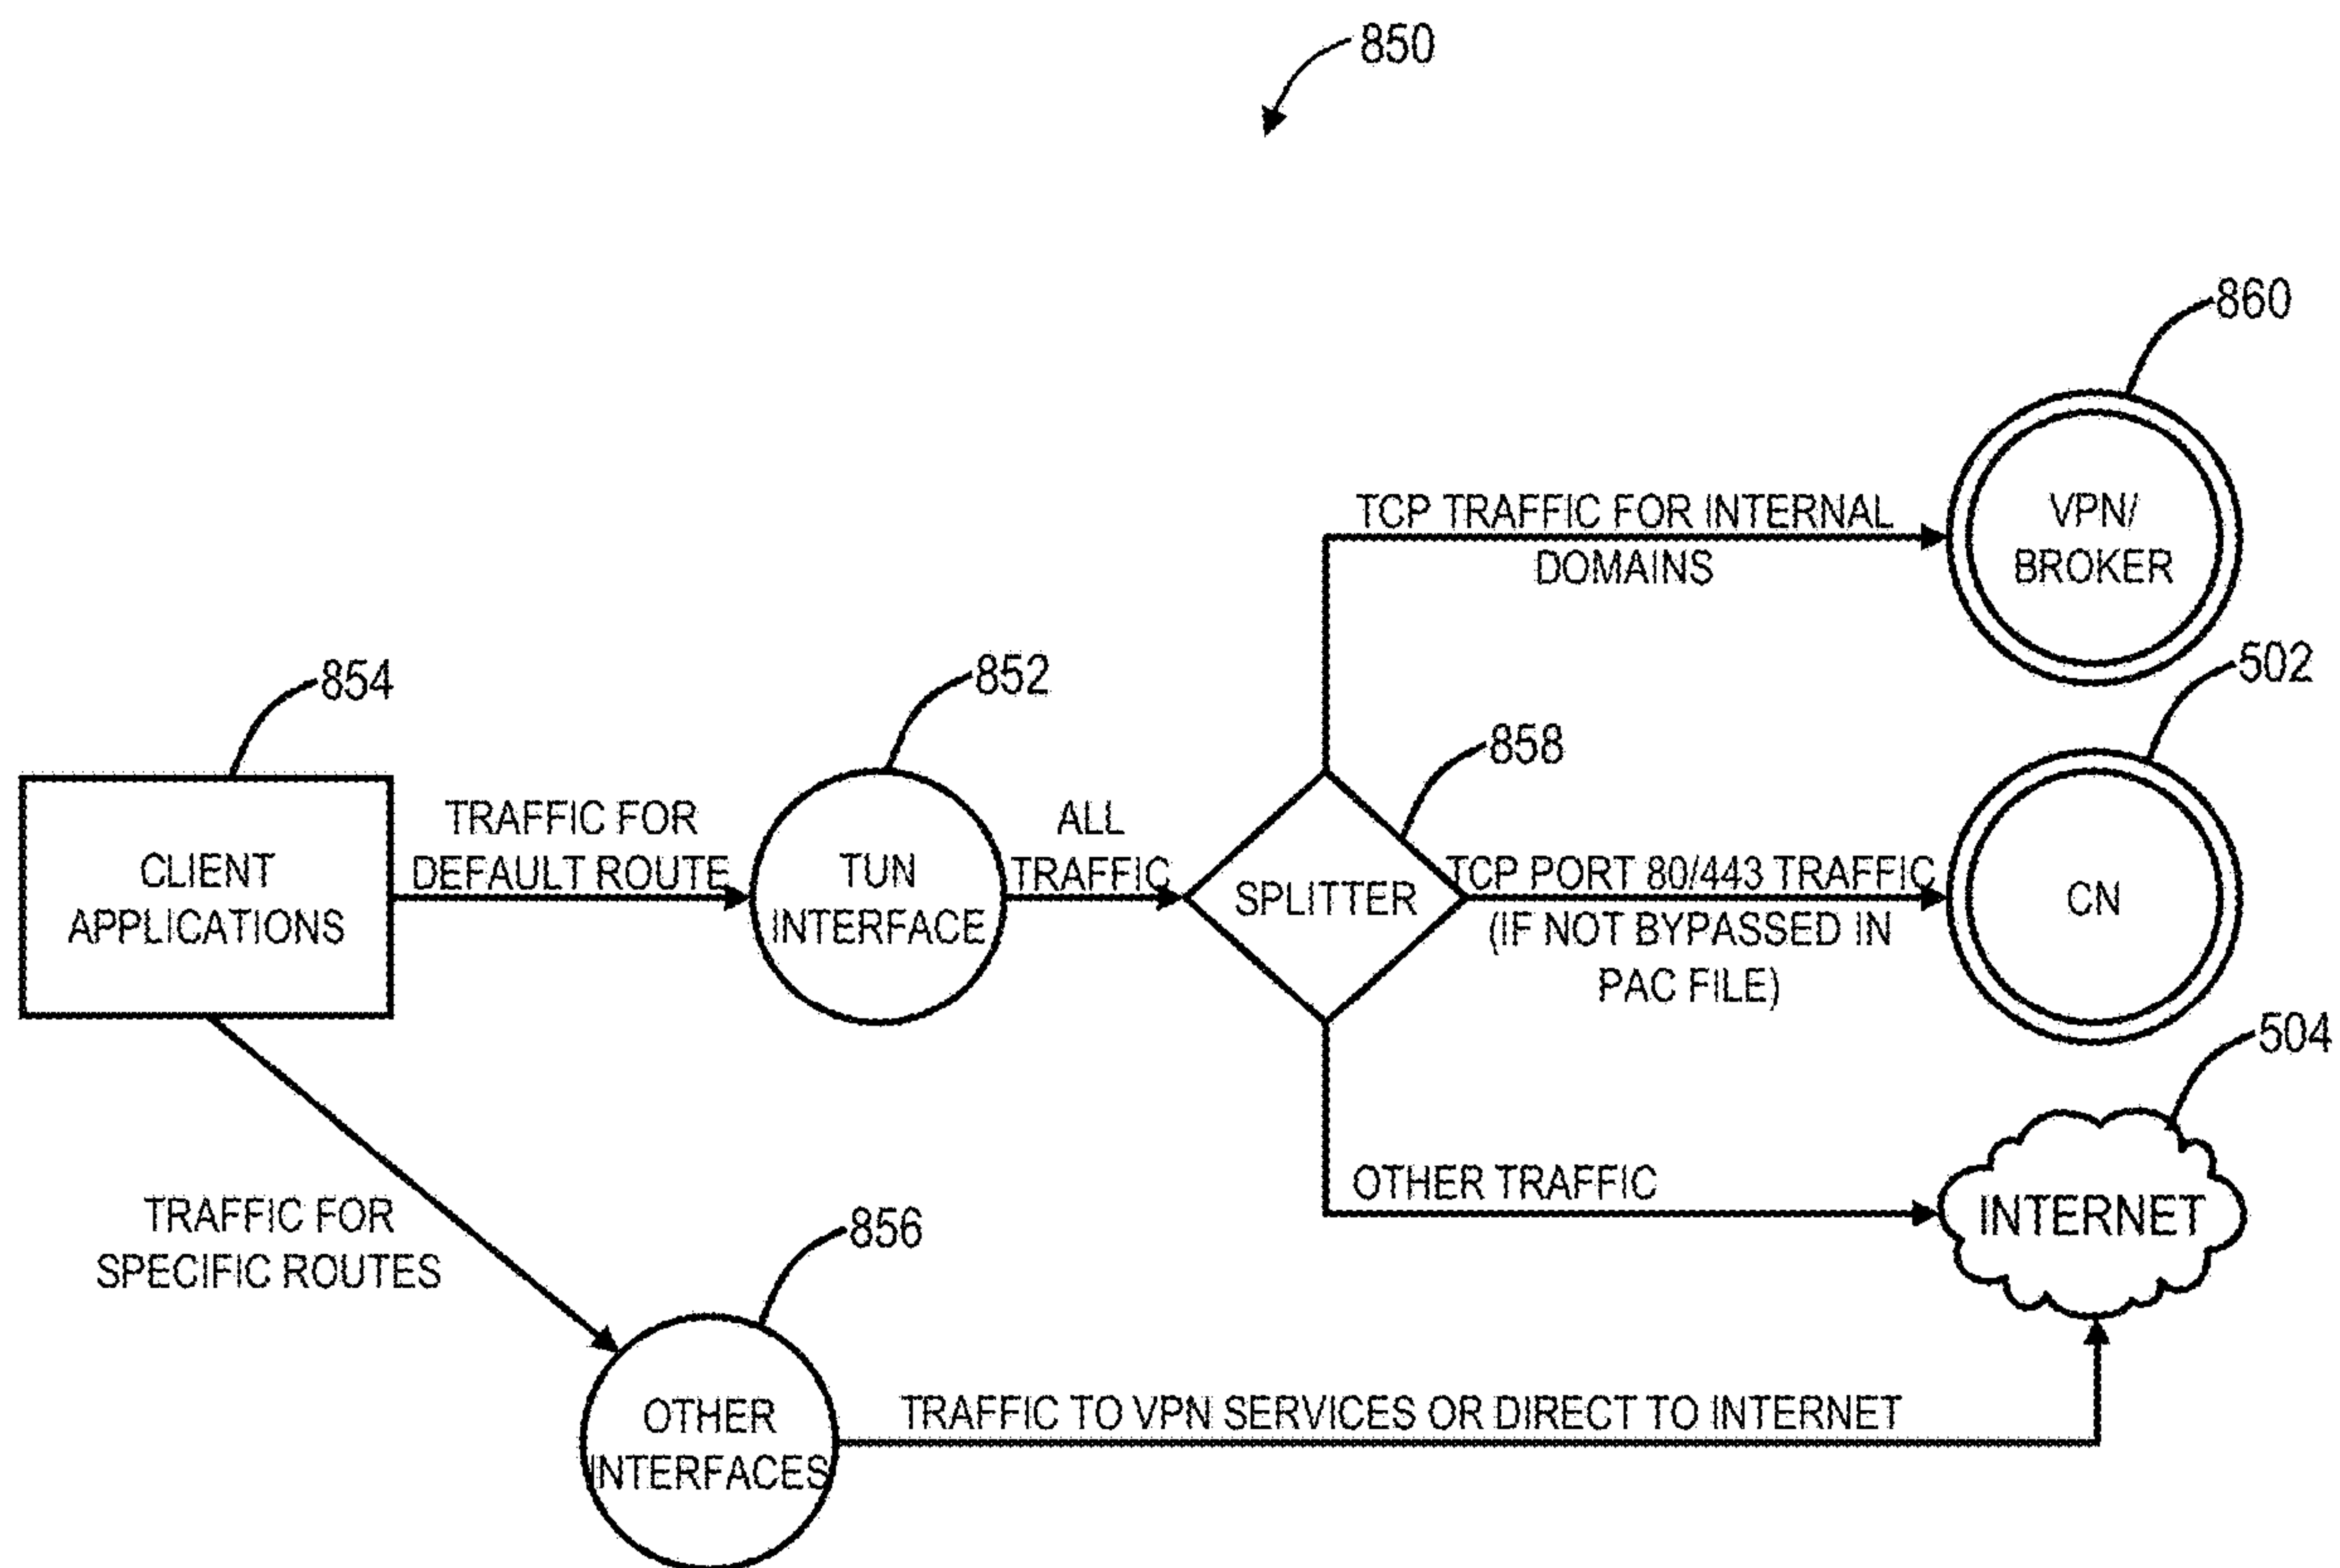 850
860
TCP TRAFFIC FOR INTERNAL
DOMAINS
VPN/
BROKER
502
854
852
858
CLIENT
APPLICATIONS
TRAFFIC FOR
DEFAULT ROUTE
TUN
INTERFACE
ALL
TRAFFIC
SPLITTER
TCP PORT 80/443 TRAFFIC
(IF NOT BYPASSED IN
PAC FILE)
CN
504
OTHER TRAFFIC
INTERNET
TRAFFIC FOR
SPECIFIC ROUTES
856
OTHER
INTERFACES
TRAFFIC TO VPN SERVICES OR DIRECT TO INTERNET